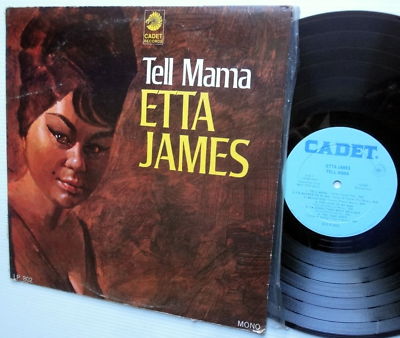 CADET
RECORDS
Tell Mama
ETTA
JAMES
LP 802
MONO
CADET
ETTA JAMES
TELL MAMA